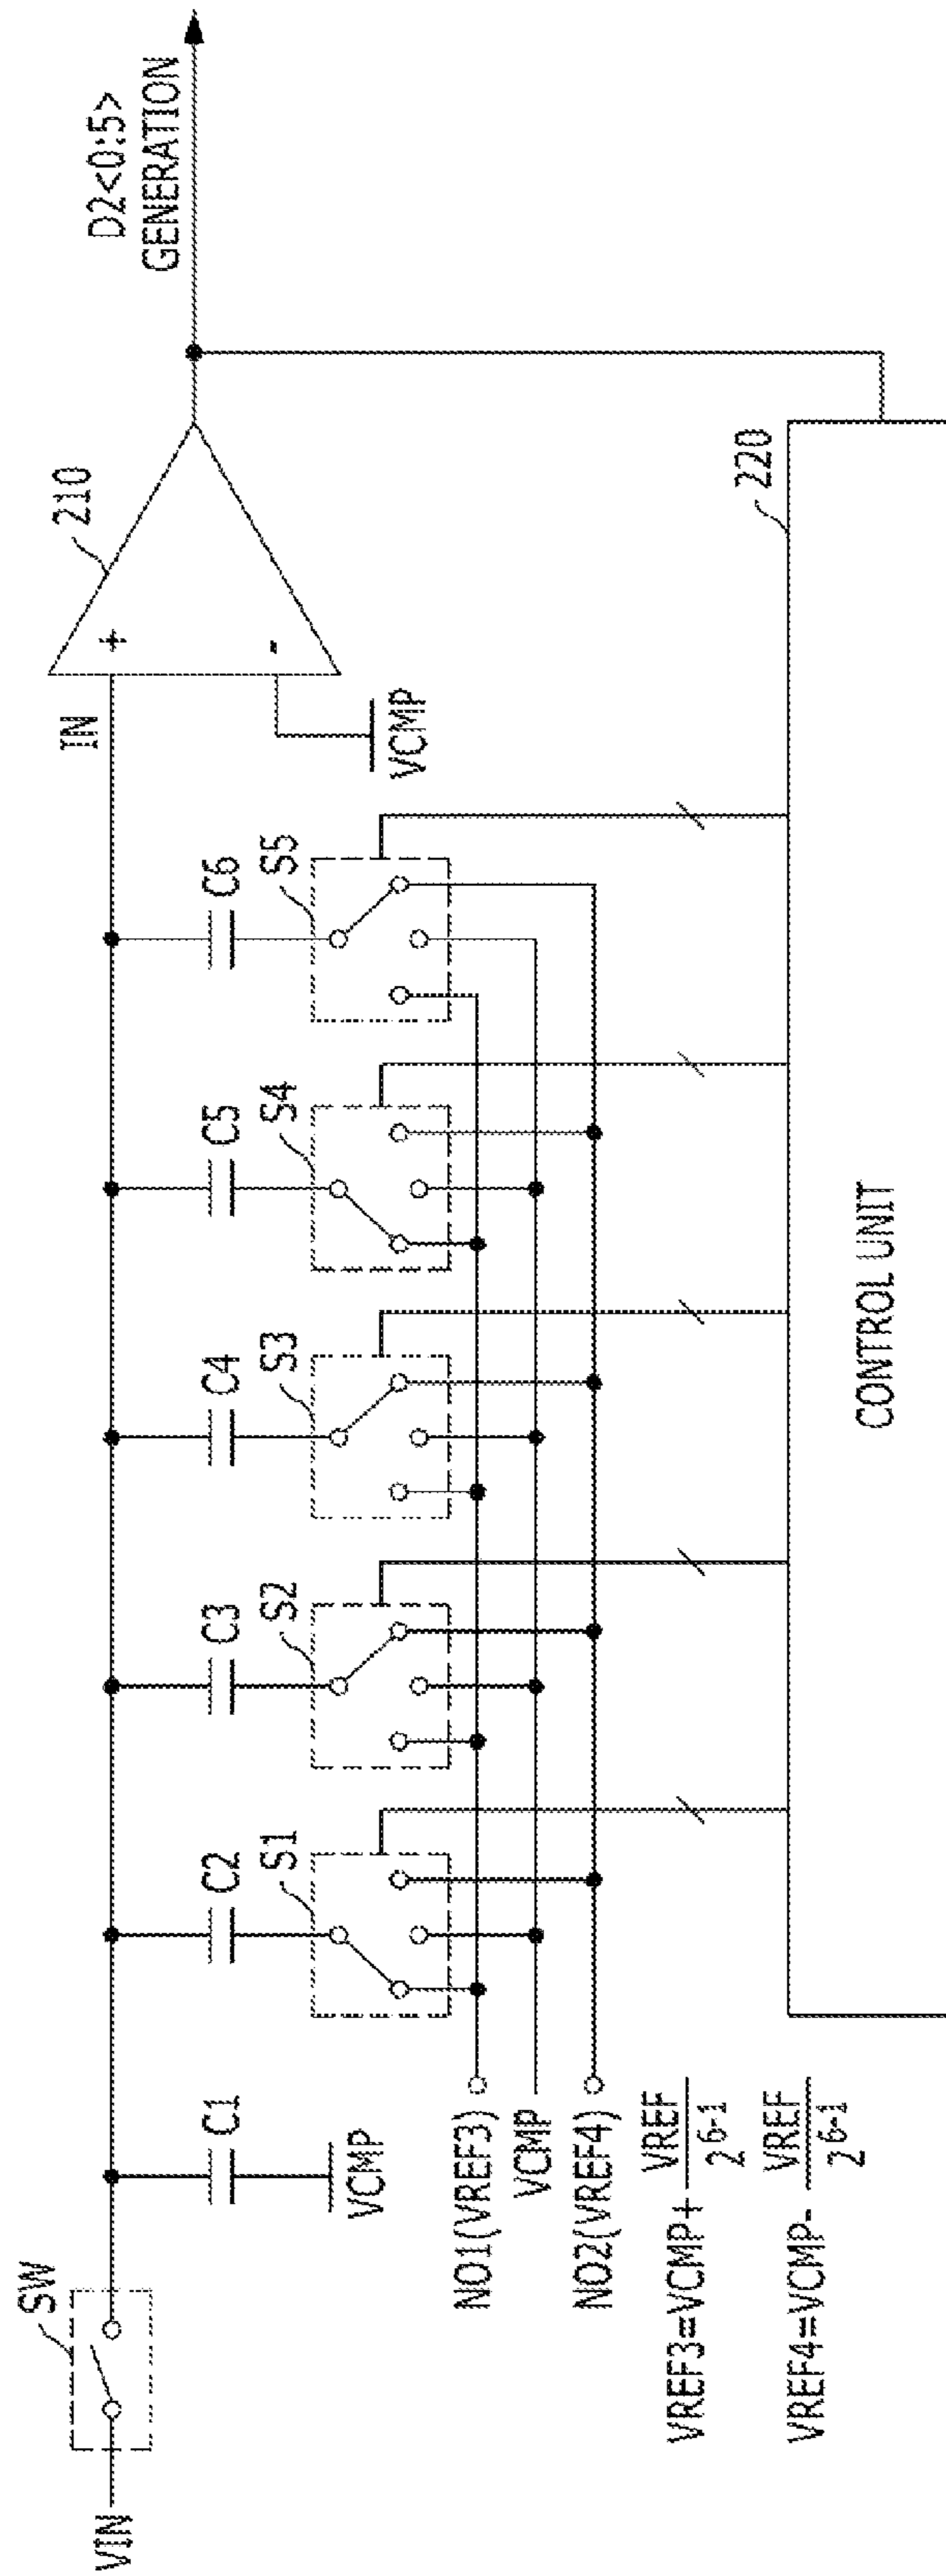 D2<0:5>
GENERATION
210
+
-
IN
VCMP
220
SW
VIN
C1
VCMP
C2
C3
C4
C5
C6
S1
S2
S3
S4
S5
NO1(VREF3)
VCMP
NO2(VREF4)
VREF3=VCMP+ VREF / 2^6-1
VREF4=VCMP- VREF / 2^6-1
CONTROL UNIT